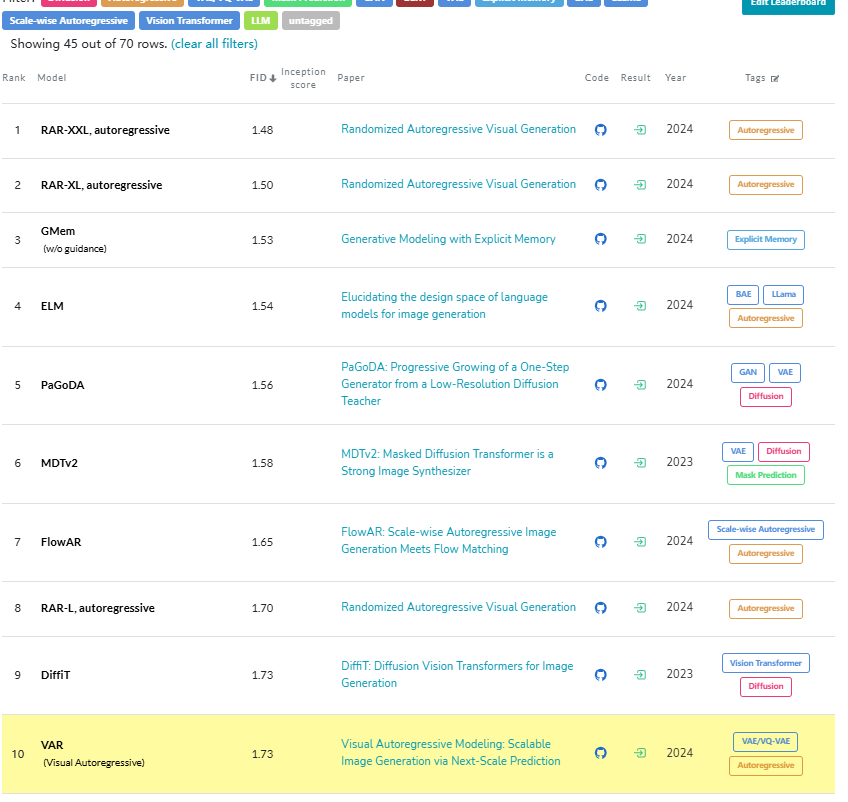 Edit Leaderboard
Scale-wise Autoregressive Vision Transformer LLM untagged
Showing 45 out of 70 rows. (clear all filters)
Rank Model FID Inception score Paper Code Result Year Tags
1 RAR-XXL, autoregressive 1.48 Randomized Autoregressive Visual Generation 2024 Autoregressive
2 RAR-XL, autoregressive 1.50 Randomized Autoregressive Visual Generation 2024 Autoregressive
3 GMem
(w/o guidance)
1.53 Generative Modeling with Explicit Memory 2024 Explicit Memory
4 ELM 1.54 Elucidating the design space of language
models for image generation
2024 BAE LLama
Autoregressive
5 PaGoDA 1.56 PaGoDA: Progressive Growing of a One-Step
Generator from a Low-Resolution Diffusion
Teacher
2024 GAN VAE
Diffusion
6 MDTv2 1.58 MDTv2: Masked Diffusion Transformer is a
Strong Image Synthesizer
2023 VAE Diffusion
Mask Prediction
7 FlowAR 1.65 FlowAR: Scale-wise Autoregressive Image
Generation Meets Flow Matching
2024 Scale-wise Autoregressive
Autoregressive
8 RAR-L, autoregressive 1.70 Randomized Autoregressive Visual Generation 2024 Autoregressive
9 DiffiT 1.73 DiffiT: Diffusion Vision Transformers for Image
Generation
2023 Vision Transformer
Diffusion
10 VAR
(Visual Autoregressive)
1.73 Visual Autoregressive Modeling: Scalable
Image Generation via Next-Scale Prediction
2024 VAE/VQ-VAE
Autoregressive